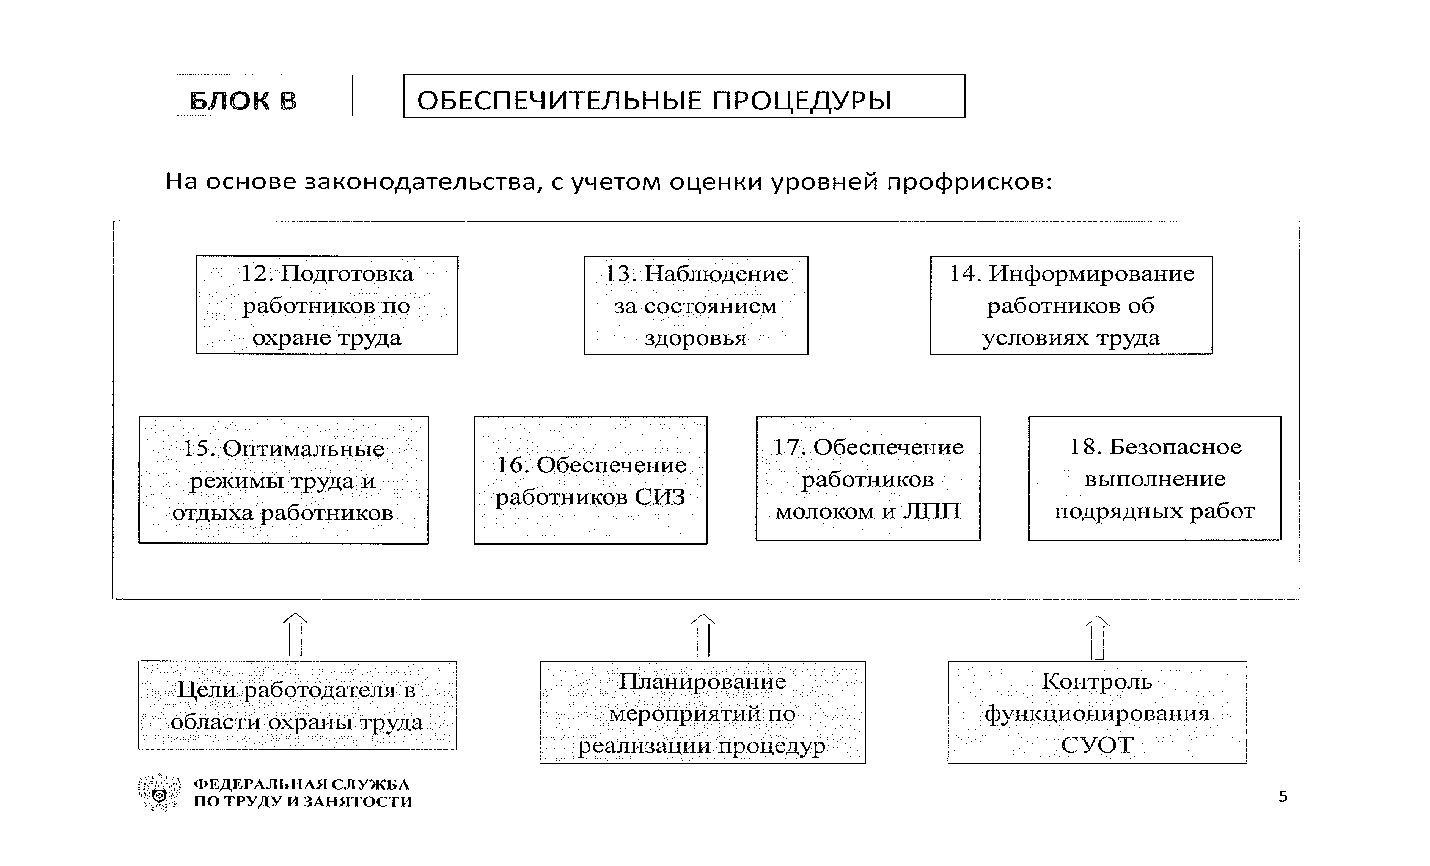 БЛОК В
ОБЕСПЕЧИТЕЛЬНЫЕ ПРОЦЕДУРЫ
На основе законодательства, с учетом оценки уровней профрисков:
12. Подготовка
работников по
охране труда
13. Наблюдение
за состоянием
здоровья
14. Информирование
работников об
условиях труда
15. Оптимальные
режимы труда и
отдыха работников
16. Обеспечение
работников СИЗ
17. Обеспечение
работников
молоком и ЛПП
18. Безопасное
выполнение
подрядных работ
Цели работодателя в
области охраны труда
Планирование
мероприятий по
реализации процедур
Контроль
функционирования
СУОТ
ФЕДЕРАЛЬНАЯ СЛУЖБА
ПО ТРУДУ И ЗАНЯТОСТИ
5